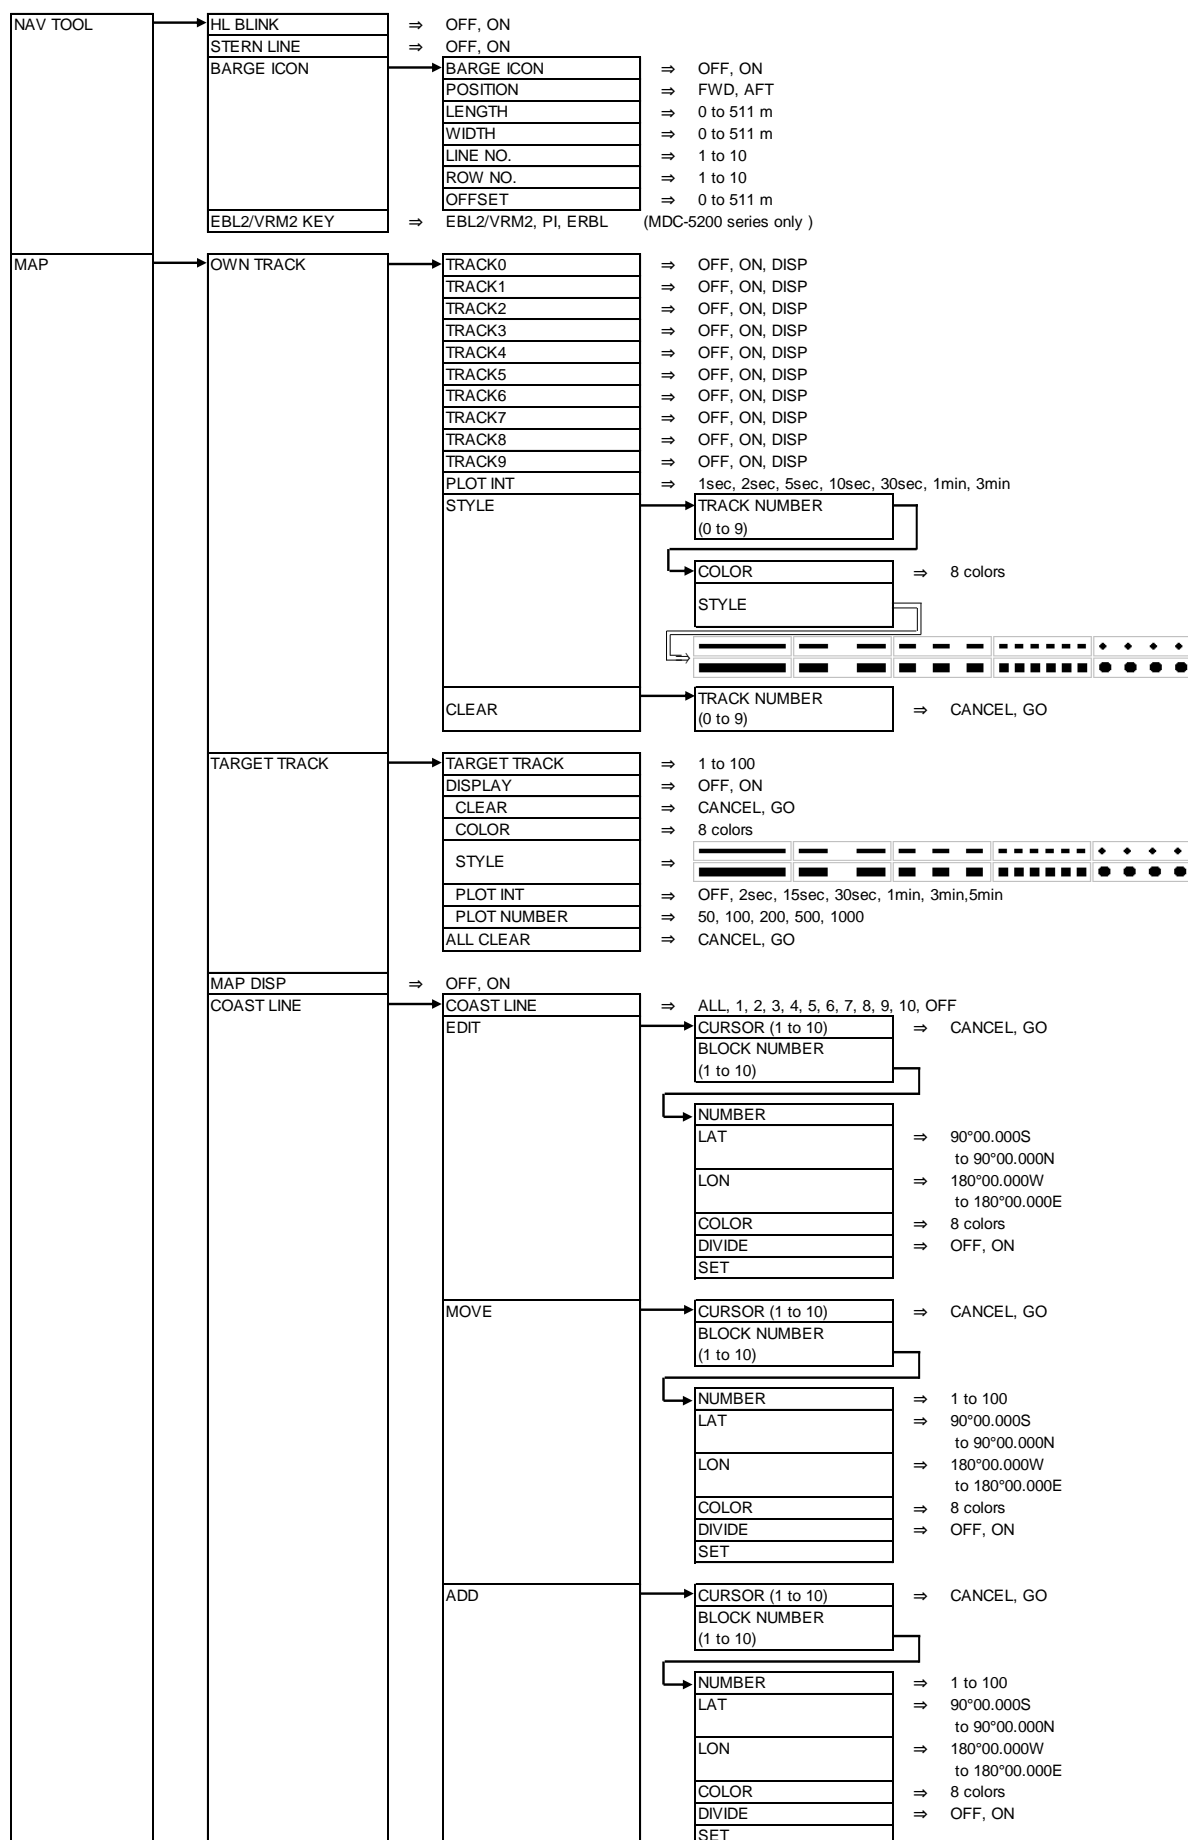 NAV TOOL HL BLINK ⇒ OFF, ON
STERN LINE ⇒ OFF, ON
BARGE ICON BARGE ICON ⇒ OFF, ON
POSITION ⇒ FWD, AFT
LENGTH ⇒ 0 to 511 m
WIDTH ⇒ 0 to 511 m
LINE NO. ⇒ 1 to 10
ROW NO. ⇒ 1 to 10
OFFSET ⇒ 0 to 511 m
EBL2/VRM2 KEY ⇒ EBL2/VRM2, PI, ERBL (MDC-5200 series only )
MAP OWN TRACK TRACK0 ⇒ OFF, ON, DISP
TRACK1 ⇒ OFF, ON, DISP
TRACK2 ⇒ OFF, ON, DISP
TRACK3 ⇒ OFF, ON, DISP
TRACK4 ⇒ OFF, ON, DISP
TRACK5 ⇒ OFF, ON, DISP
TRACK6 ⇒ OFF, ON, DISP
TRACK7 ⇒ OFF, ON, DISP
TRACK8 ⇒ OFF, ON, DISP
TRACK9 ⇒ OFF, ON, DISP
PLOT INT ⇒ 1sec, 2sec, 5sec, 10sec, 30sec, 1min, 3min
STYLE TRACK NUMBER
(0 to 9)
COLOR ⇒ 8 colors
STYLE
⇒
CLEAR TRACK NUMBER
(0 to 9) ⇒ CANCEL, GO
TARGET TRACK TARGET TRACK ⇒ 1 to 100
DISPLAY ⇒ OFF, ON
CLEAR ⇒ CANCEL, GO
COLOR ⇒ 8 colors
STYLE ⇒
PLOT INT ⇒ OFF, 2sec, 15sec, 30sec, 1min, 3min,5min
PLOT NUMBER ⇒ 50, 100, 200, 500, 1000
ALL CLEAR ⇒ CANCEL, GO
MAP DISP ⇒ OFF, ON
COAST LINE COAST LINE ⇒ ALL, 1, 2, 3, 4, 5, 6, 7, 8, 9, 10, OFF
EDIT CURSOR (1 to 10) ⇒ CANCEL, GO
BLOCK NUMBER
(1 to 10)
NUMBER
LAT ⇒ 90°00.000S
to 90°00.000N
LON ⇒ 180°00.000W
to 180°00.000E
COLOR ⇒ 8 colors
DIVIDE ⇒ OFF, ON
SET
MOVE CURSOR (1 to 10) ⇒ CANCEL, GO
BLOCK NUMBER
(1 to 10)
NUMBER ⇒ 1 to 100
LAT ⇒ 90°00.000S
to 90°00.000N
LON ⇒ 180°00.000W
to 180°00.000E
COLOR ⇒ 8 colors
DIVIDE ⇒ OFF, ON
SET
ADD CURSOR (1 to 10) ⇒ CANCEL, GO
BLOCK NUMBER
(1 to 10)
NUMBER ⇒ 1 to 100
LAT ⇒ 90°00.000S
to 90°00.000N
LON ⇒ 180°00.000W
to 180°00.000E
COLOR ⇒ 8 colors
DIVIDE ⇒ OFF, ON
SET